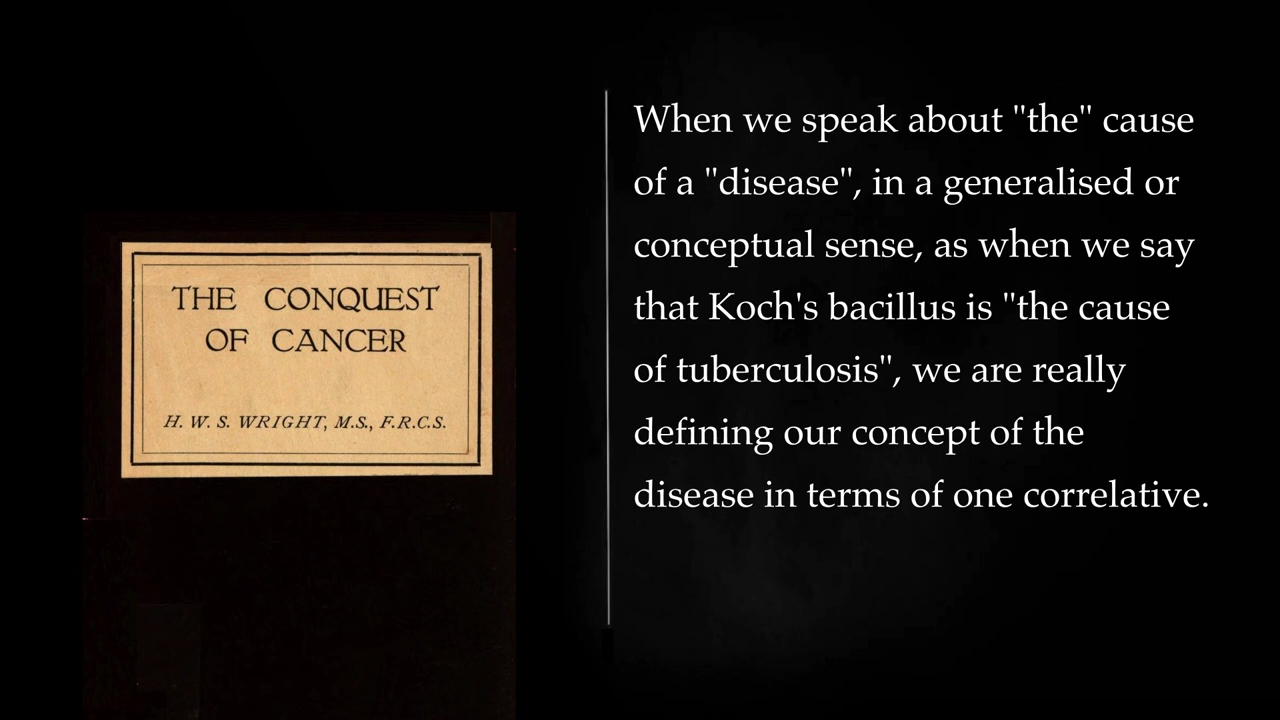 THE CONQUEST
OF CANCER
H. W. S. WRIGHT, M.S., F.R.C.S.
When we speak about "the" cause
of a "disease", in a generalised or
conceptual sense, as when we say
that Koch's bacillus is "the cause
of tuberculosis", we are really
defining our concept of the
disease in terms of one correlative.